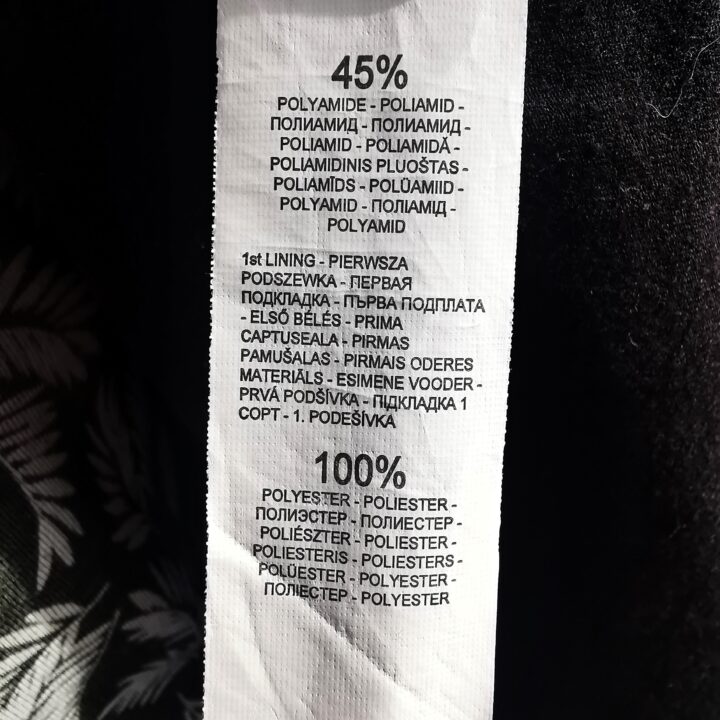 45%
POLYAMIDE - POLIAMID -
ПОЛИАМИД - ПОЛИАМИД -
POLIAMID - POLIAMIDĂ -
POLIAMIDINIS PLUOŠTAS -
POLIAMĪDS - POLÜAMIID -
POLYAMID - ПОЛІАМІД -
POLYAMID
1st LINING - PIERWSZA
PODSZEWKA - ПЕРВАЯ
ПОДКЛАДКА - ПЪРВА ПОДПЛАТА
- ELSŐ BÉLÉS - PRIMA
CAPTUSEALA - PIRMAS
PAMUŠALAS - PIRMAIS ODERES
MATERIĀLS - ESIMENE VOODER -
PRVÁ PODŠÍVKA - ПІДКЛАДКА 1
СОРТ - 1. PODEŠÍVKA
100%
POLYESTER - POLIESTER -
ПОЛИЭСТЕР - ПОЛИЕСТЕР -
POLIÉSZTER - POLIESTER -
POLIESTERIS - POLIESTERS -
POLÜESTER - POLYESTER -
ПОЛІЕСТЕР - POLYESTER